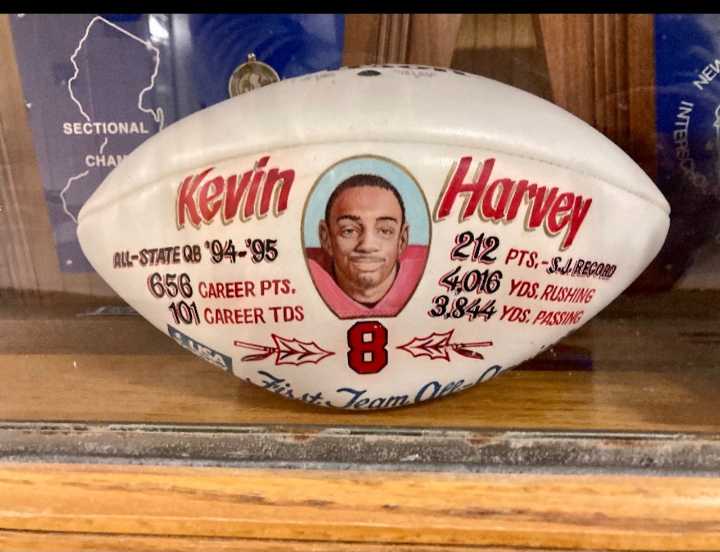 SECTIONAL
Kevin Harvey
ALL-STATE QB '94-'95
656 CAREER PTS.
101 CAREER TDS
212 PTS.-S.J. RECORD
4,016 YDS. RUSHING
3,844 YDS. PASSING
8
USA
First Team All-